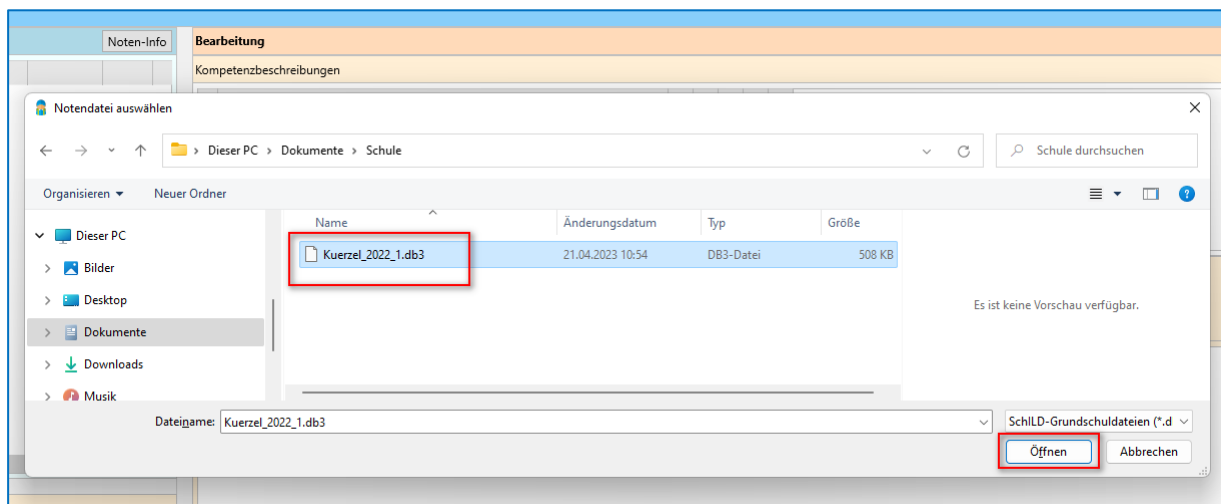 Noten-Info
Bearbeitung
Kompetenzbeschreibungen
Notendatei auswählen
Dieser PC > Dokumente > Schule
Schule durchsuchen
Organisieren
Neuer Ordner
Name Änderungsdatum Typ Größe
Dieser PC
Kuerzel_2022_1.db3 21.04.2023 10:54 DB3-Datei 508 KB
Bilder
Desktop
Es ist keine Vorschau verfügbar.
Dokumente
Downloads
Musik
Dateiname: Kuerzel_2022_1.db3 SchILD-Grundschuldateien (*.d
Öffnen Abbrechen